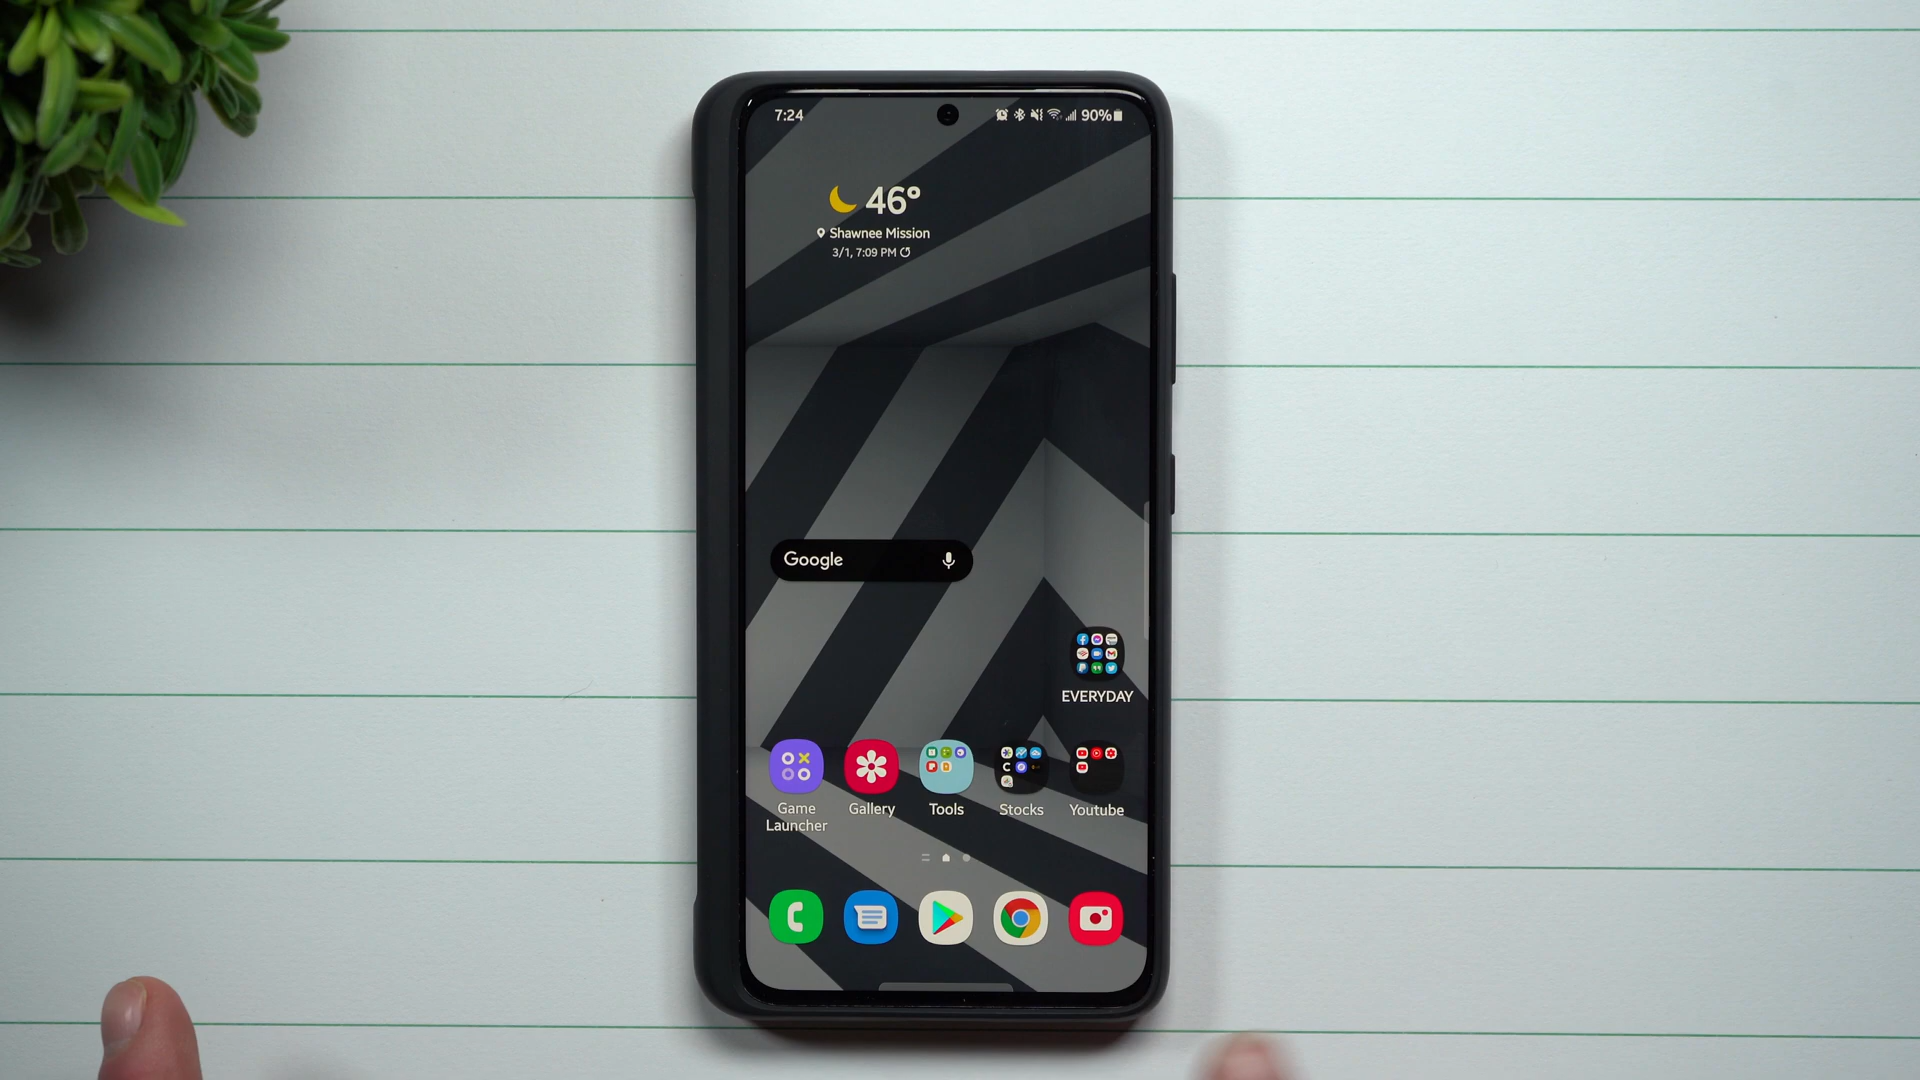 7:24
90%
46°
Shawnee Mission
3/1, 7:09 PM
Google
EVERYDAY
Game
Launcher
Gallery
Tools
Stocks
Youtube